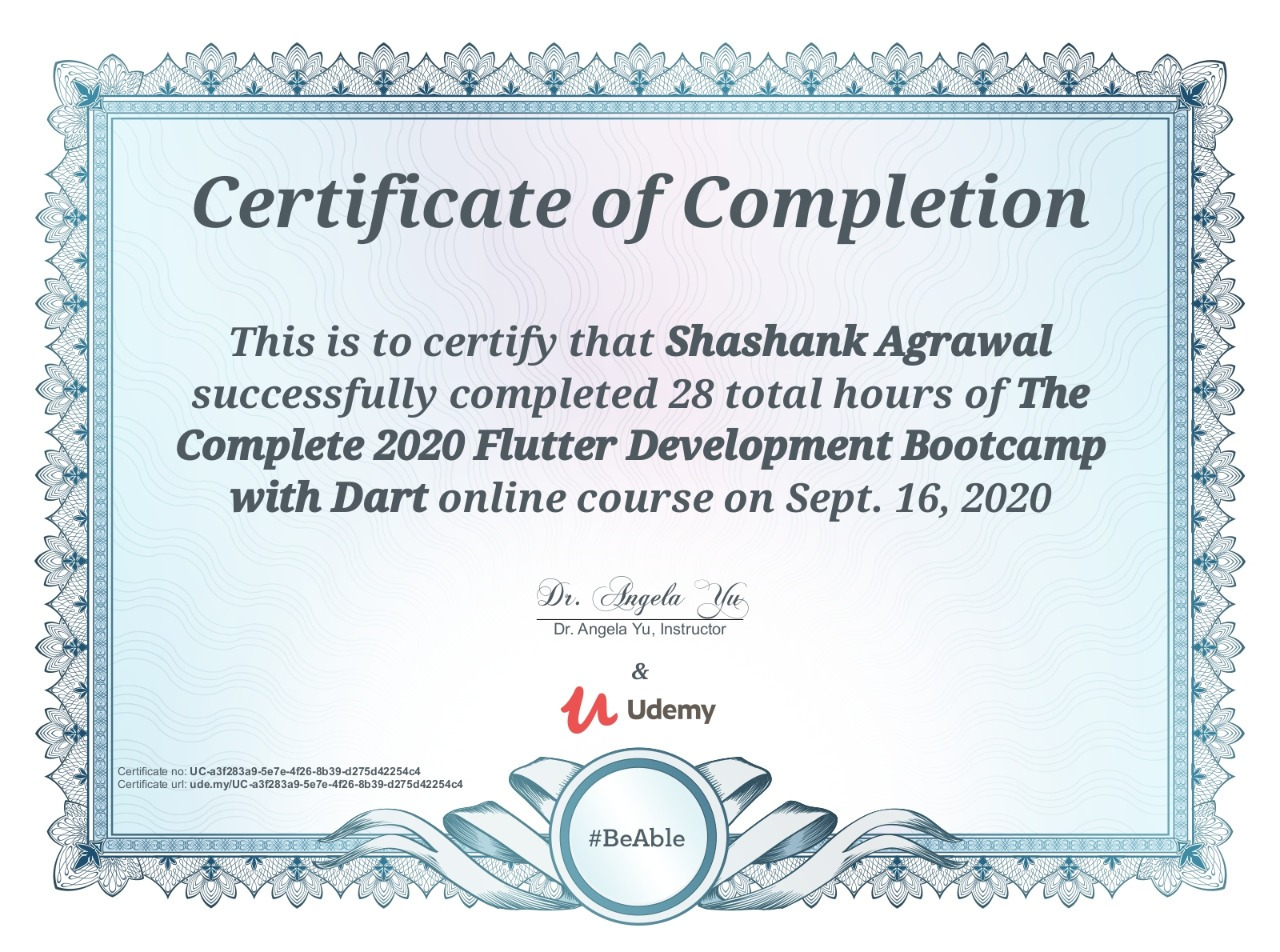 Certificate of Completion
This is to certify that Shashank Agrawal
successfully completed 28 total hours of The
Complete 2020 Flutter Development Bootcamp
with Dart online course on Sept. 16, 2020
Dr. Angela Yu
Dr. Angela Yu, Instructor
&
Udemy
Certificate no: UC-a3f283a9-5e7e-4f26-8b39-d275d42254c4
Certificate url: ude.my/UC-a3f283a9-5e7e-4f26-8b39-d275d42254c4
#BeAble